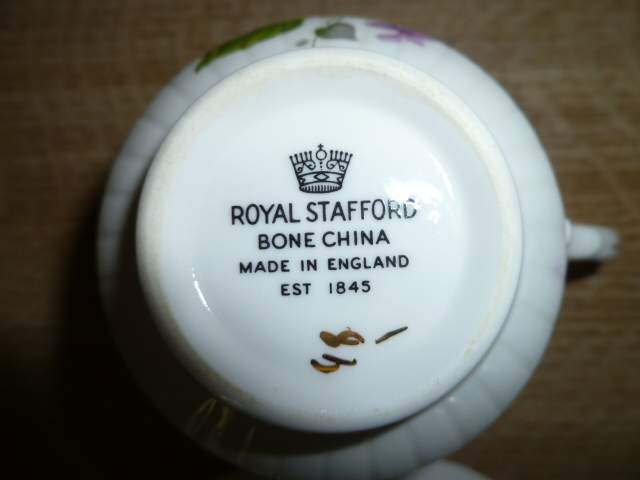 ROYAL STAFFORD
BONE CHINA
MADE IN ENGLAND
EST 1845